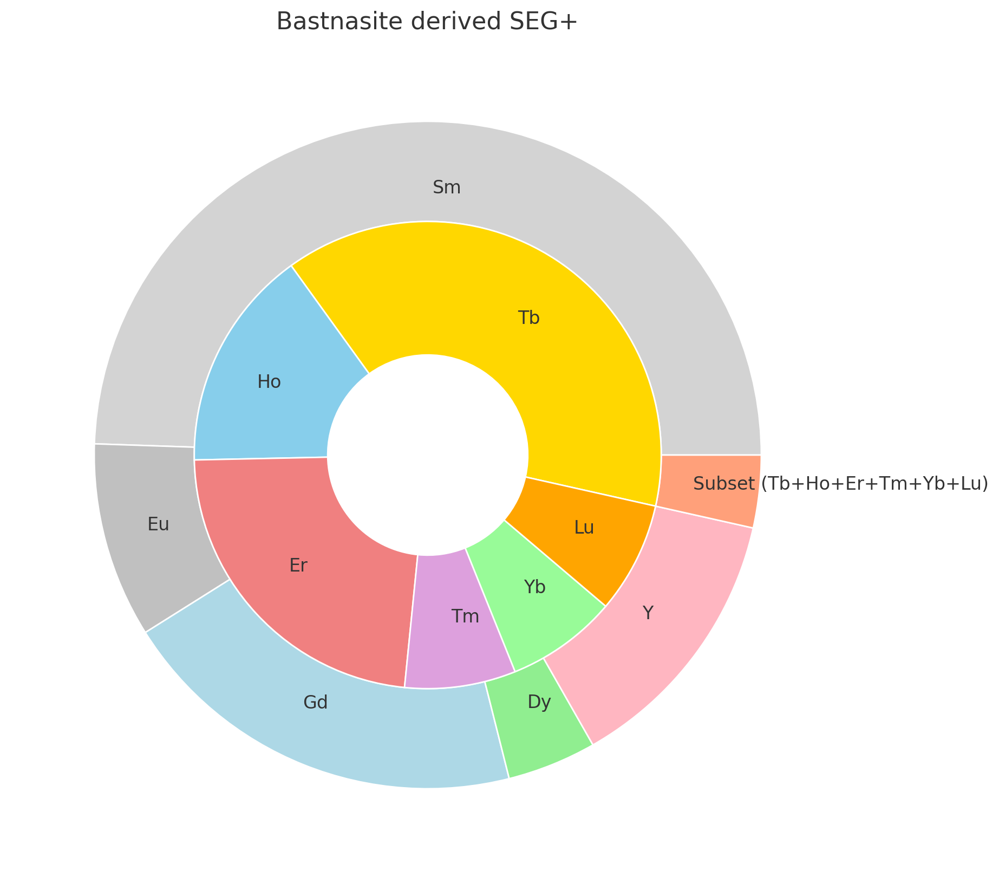 Bastnasite derived SEG+
Sm
Tb
Ho
Subset (Tb+Ho+Er+Tm+Yb+Lu)
Eu
Lu
Er
Yb
Y
Tm
Gd
Dy